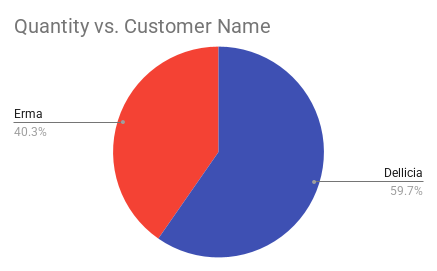 Quantity vs. Customer Name
Erma
40.3%
Dellicia
59.7%